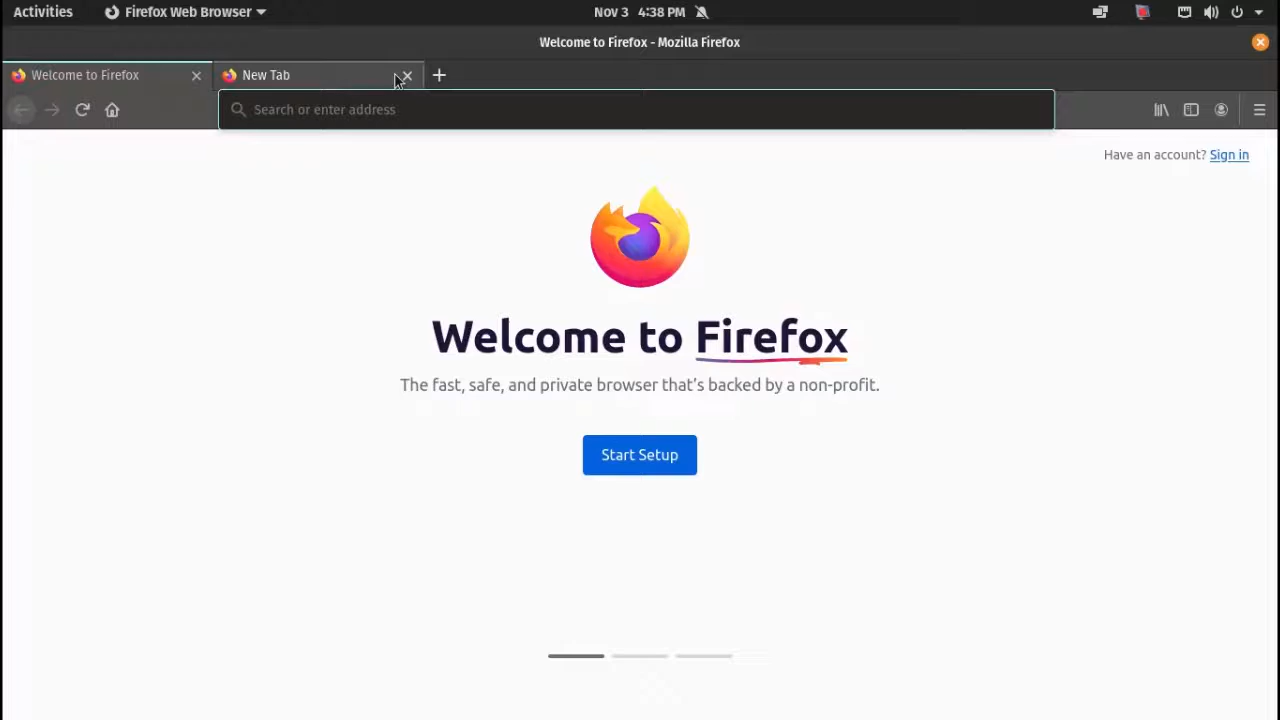 Activities Firefox Web Browser Nov 3 4:38 PM
Welcome to Firefox - Mozilla Firefox
Welcome to Firefox New Tab
Search or enter address
Have an account? Sign in
Welcome to Firefox
The fast, safe, and private browser that’s backed by a non-profit.
Start Setup